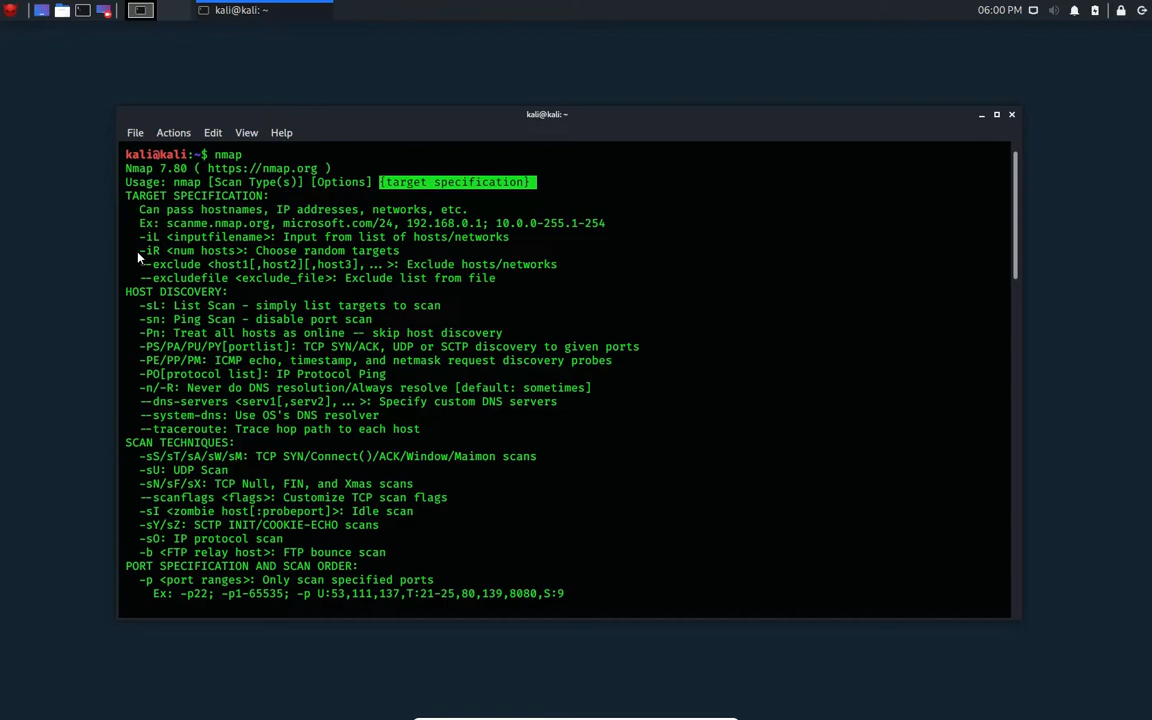 kali@kali: ~
06:00 PM
kali@kali: ~
File Actions Edit View Help
kali@kali:~$ nmap
Nmap 7.80 ( https://nmap.org )
Usage: nmap [Scan Type(s)] [Options] {target specification}
TARGET SPECIFICATION:
Can pass hostnames, IP addresses, networks, etc.
Ex: scanme.nmap.org, microsoft.com/24, 192.168.0.1; 10.0.0-255.1-254
-iL <inputfilename>: Input from list of hosts/networks
-iR <num hosts>: Choose random targets
--exclude <host1[,host2][,host3],...>: Exclude hosts/networks
--excludefile <exclude_file>: Exclude list from file
HOST DISCOVERY:
-sL: List Scan - simply list targets to scan
-sn: Ping Scan - disable port scan
-Pn: Treat all hosts as online -- skip host discovery
-PS/PA/PU/PY[portlist]: TCP SYN/ACK, UDP or SCTP discovery to given ports
-PE/PP/PM: ICMP echo, timestamp, and netmask request discovery probes
-PO[protocol list]: IP Protocol Ping
-n/-R: Never do DNS resolution/Always resolve [default: sometimes]
--dns-servers <serv1[,serv2],...>: Specify custom DNS servers
--system-dns: Use OS's DNS resolver
--traceroute: Trace hop path to each host
SCAN TECHNIQUES:
-sS/sT/sA/sW/sM: TCP SYN/Connect()/ACK/Window/Maimon scans
-sU: UDP Scan
-sN/sF/sX: TCP Null, FIN, and Xmas scans
--scanflags <flags>: Customize TCP scan flags
-sI <zombie host[:probeport]>: Idle scan
-sY/sZ: SCTP INIT/COOKIE-ECHO scans
-sO: IP protocol scan
-b <FTP relay host>: FTP bounce scan
PORT SPECIFICATION AND SCAN ORDER:
-p <port ranges>: Only scan specified ports
Ex: -p22; -p1-65535; -p U:53,111,137,T:21-25,80,139,8080,S:9